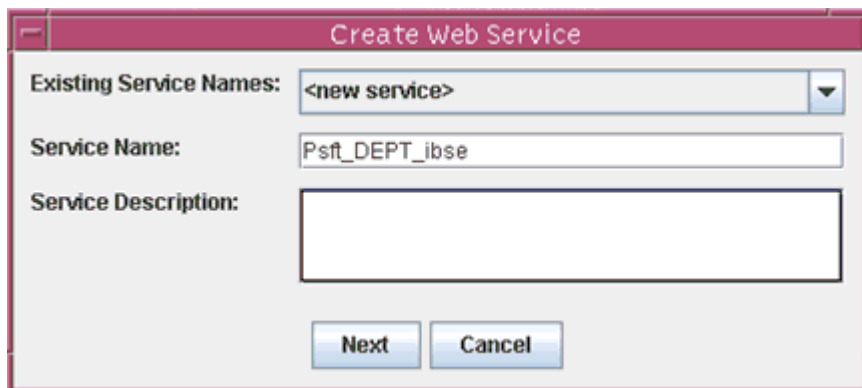 Create Web Service
Existing Service Names: <new service>
Service Name: Psft_DEPT_ibse
Service Description:
Next Cancel